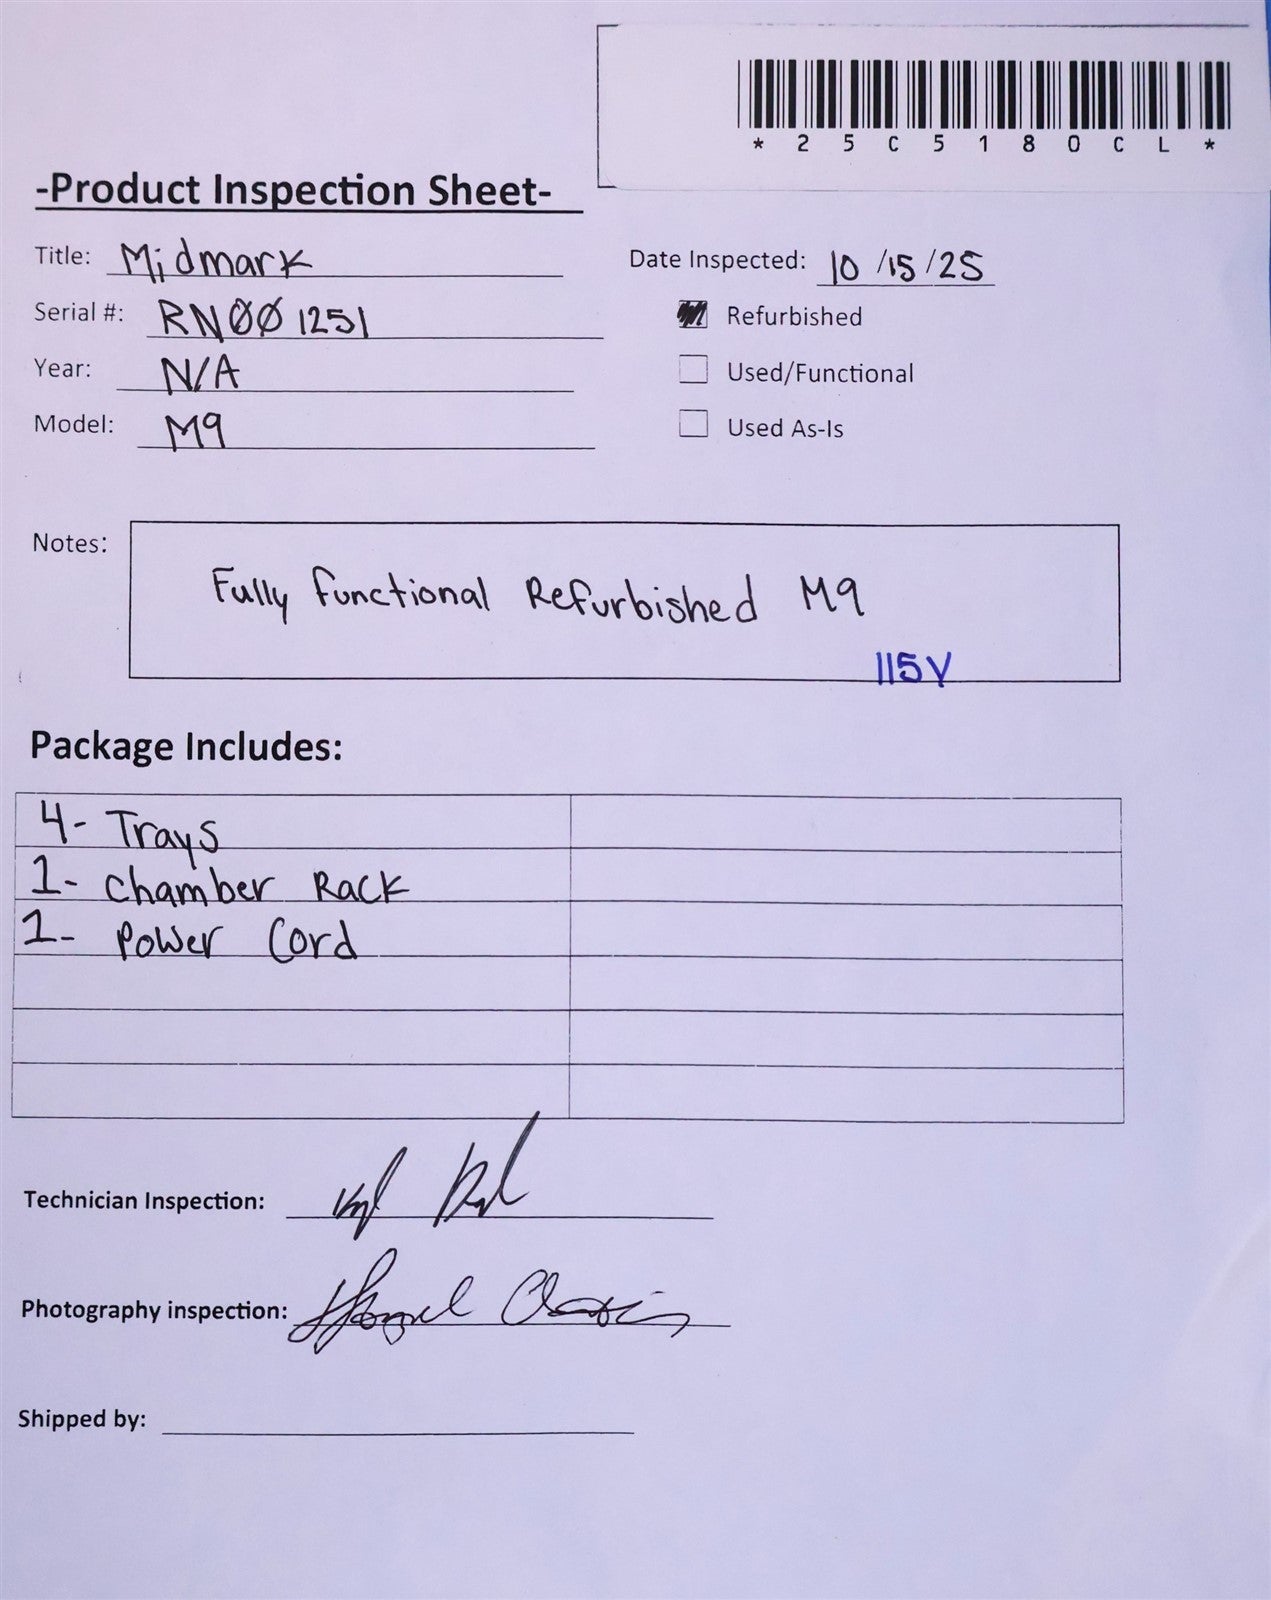 *25C5180CL*
-Product Inspection Sheet-
Title: Midmark
Date Inspected: 10/15/25
Serial #: RN001251
Refurbished
Year: N/A
Used/Functional
Model: M9
Used As-Is
Notes:
Fully functional Refurbished M9
115V
Package Includes:
4- Trays
1- Chamber Rack
1- Power Cord
Technician Inspection:
Photography inspection:
Shipped by: